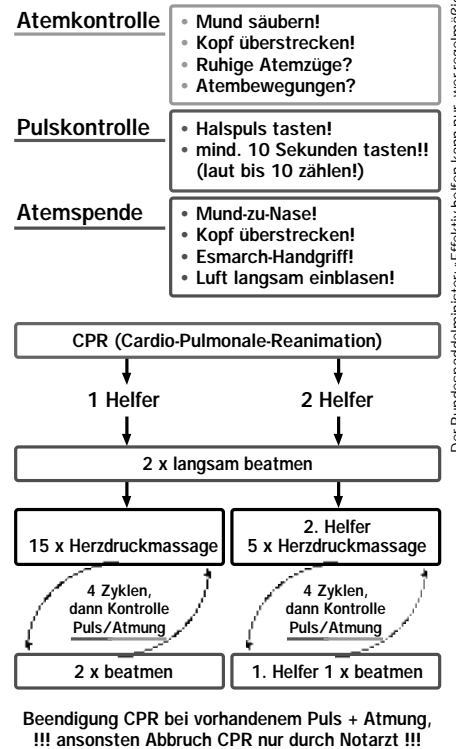 Atemkontrolle
• Mund säubern!
• Kopf überstrecken!
• Ruhige Atemzüge?
• Atembewegungen?
Pulskontrolle
• Halspuls tasten!
• mind. 10 Sekunden tasten!!
(laut bis 10 zählen!)
Atemspende
• Mund-zu-Nase!
• Kopf überstrecken!
• Esmarch-Handgriff!
• Luft langsam einblasen!
CPR (Cardio-Pulmonale-Reanimation)
1 Helfer
2 Helfer
2 x langsam beatmen
15 x Herzdruckmassage
2. Helfer
5 x Herzdruckmassage
4 Zyklen,
dann Kontrolle
Puls/Atmung
4 Zyklen,
dann Kontrolle
Puls/Atmung
2 x beatmen
1. Helfer 1 x beatmen
Beendigung CPR bei vorhandenem Puls + Atmung,
!!! ansonsten Abbruch CPR nur durch Notarzt !!!
Der Bundespaddelminister: »Effektiv helfen kann nur, wer regelmäßig